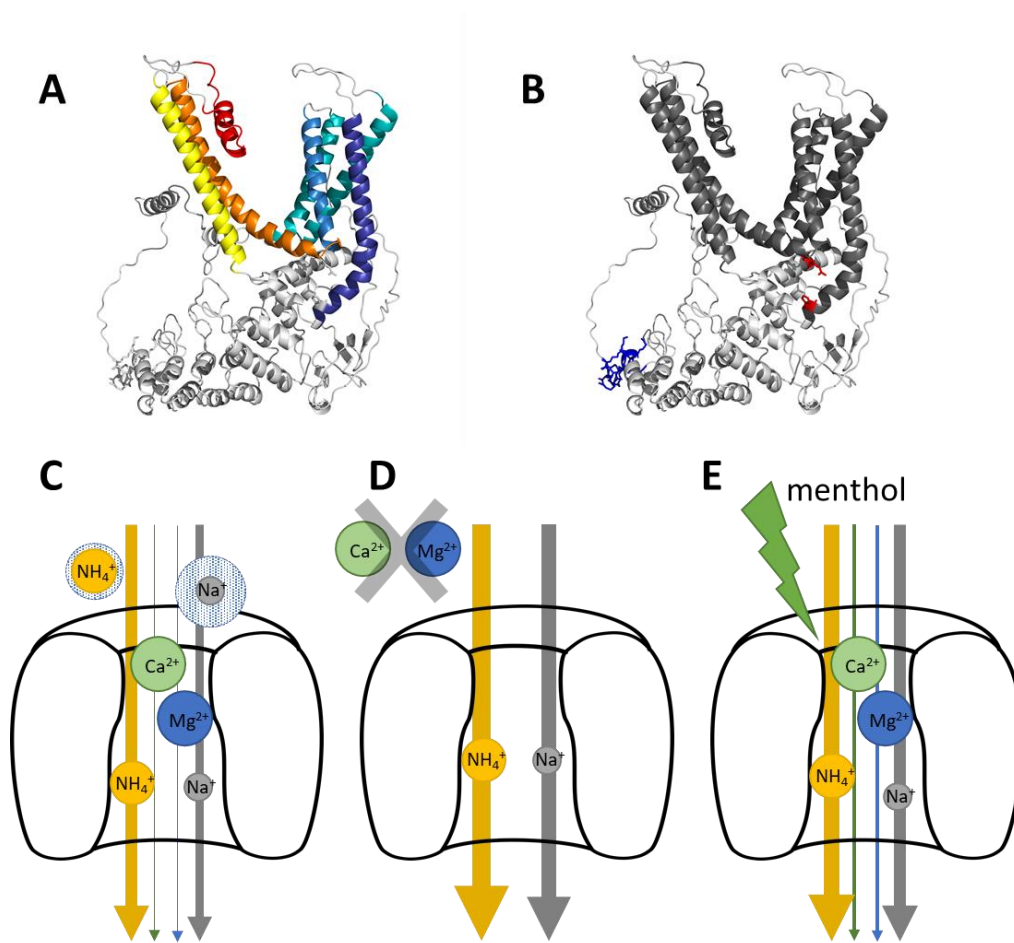 A
B
C
D
E
menthol
NH₄⁺
Na⁺
Ca²⁺
Mg²⁺
NH₄⁺
Na⁺
Ca²⁺
Mg²⁺
NH₄⁺
Na⁺
Ca²⁺
Mg²⁺
NH₄⁺
Na⁺